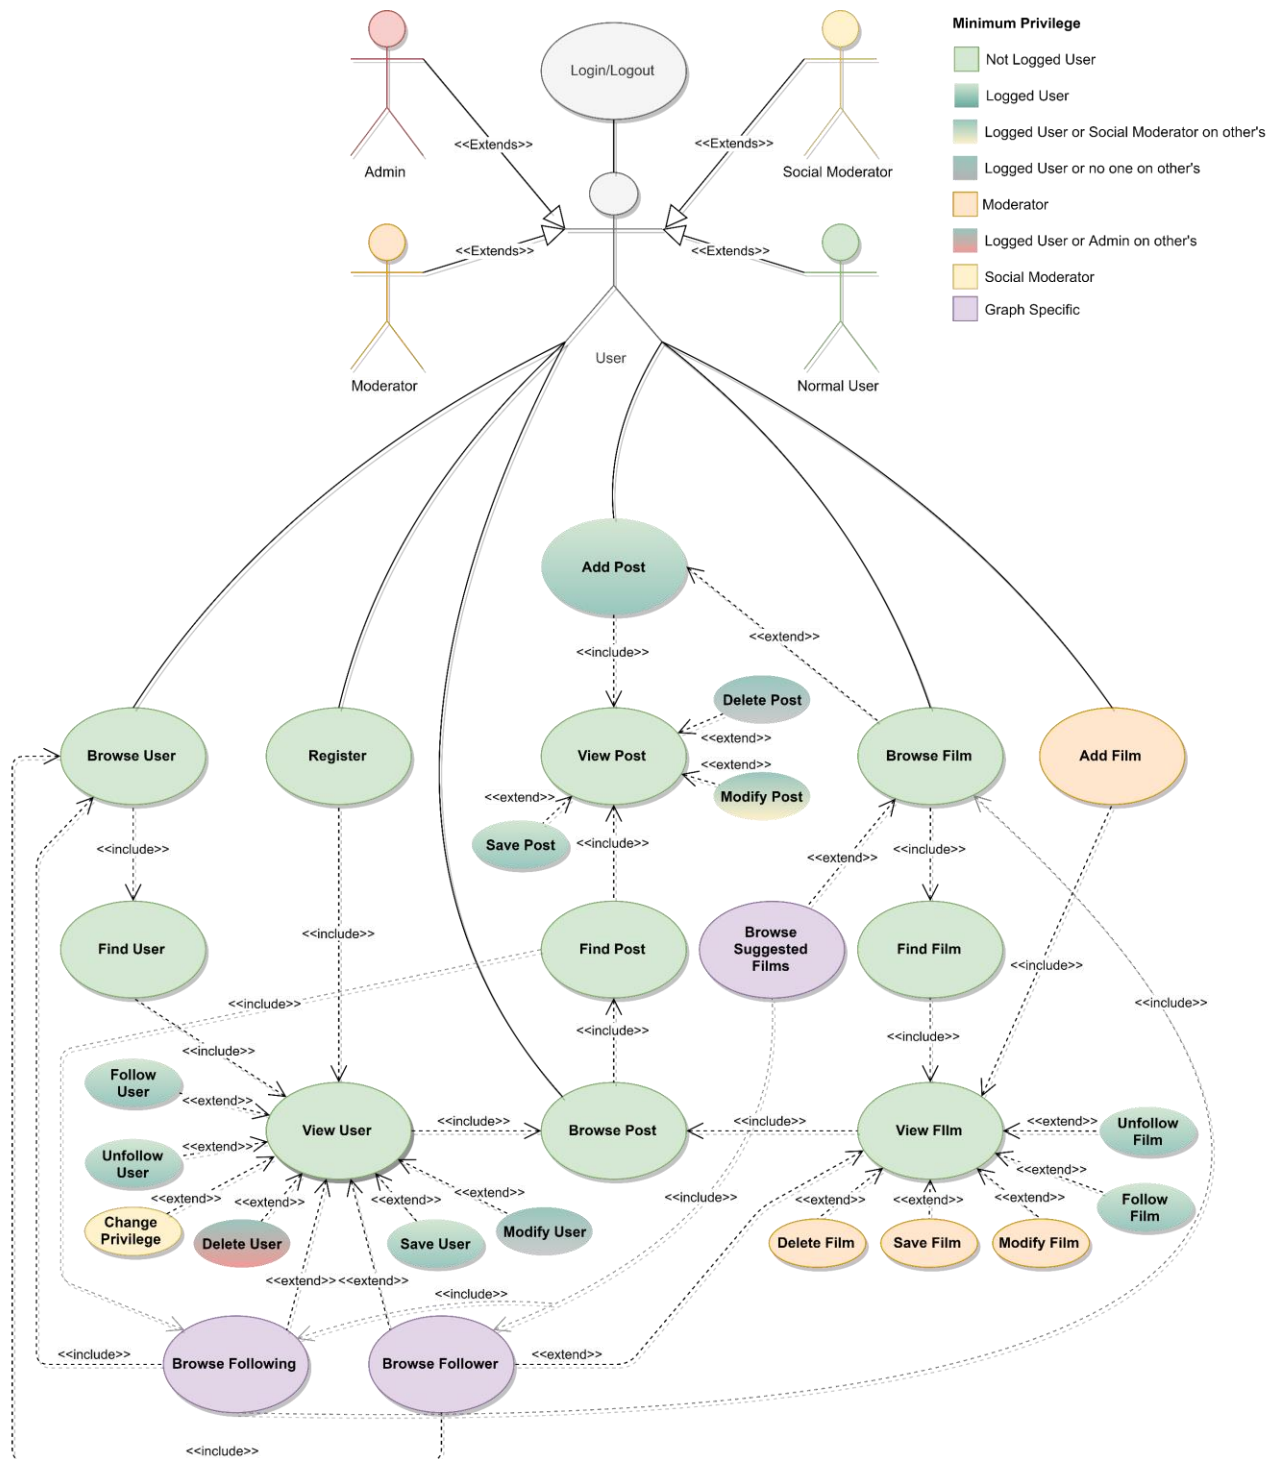 Minimum Privilege
Not Logged User
Logged User
Logged User or Social Moderator on other's
Logged User or no one on other's
Moderator
Logged User or Admin on other's
Social Moderator
Graph Specific
Login/Logout
<<Extends>>
<<Extends>>
Admin
Social Moderator
<<Extends>>
<<Extends>>
User
Moderator
Normal User
Add Post
<<extend>>
<<include>>
Delete Post
<<extend>>
Browse User
Register
View Post
Browse Film
Add Film
<<extend>>
Modify Post
<<extend>>
Save Post
<<include>>
<<include>>
<<extend>>
<<include>>
Find User
<<include>>
Find Post
Browse
Suggested
Films
Find Film
<<include>>
<<include>>
<<include>>
<<include>>
<<include>>
<<include>>
Follow
User
<<extend>>
View User
<<include>>
Browse Post
<<include>>
View FIlm
<<extend>>
Unfollow
Film
<<extend>>
Unfollow
User
<<extend>>
<<extend>>
<<extend>>
<<extend>>
<<extend>>
<<include>>
<<extend>>
<<extend>>
<<extend>>
Follow
Film
Change
Privilege
Delete User
Save User
Modify User
Delete Film
Save Film
Modify Film
<<extend>>
<<extend>>
<<include>>
<<include>>
Browse Following
Browse Follower
<<extend>>
<<include>>